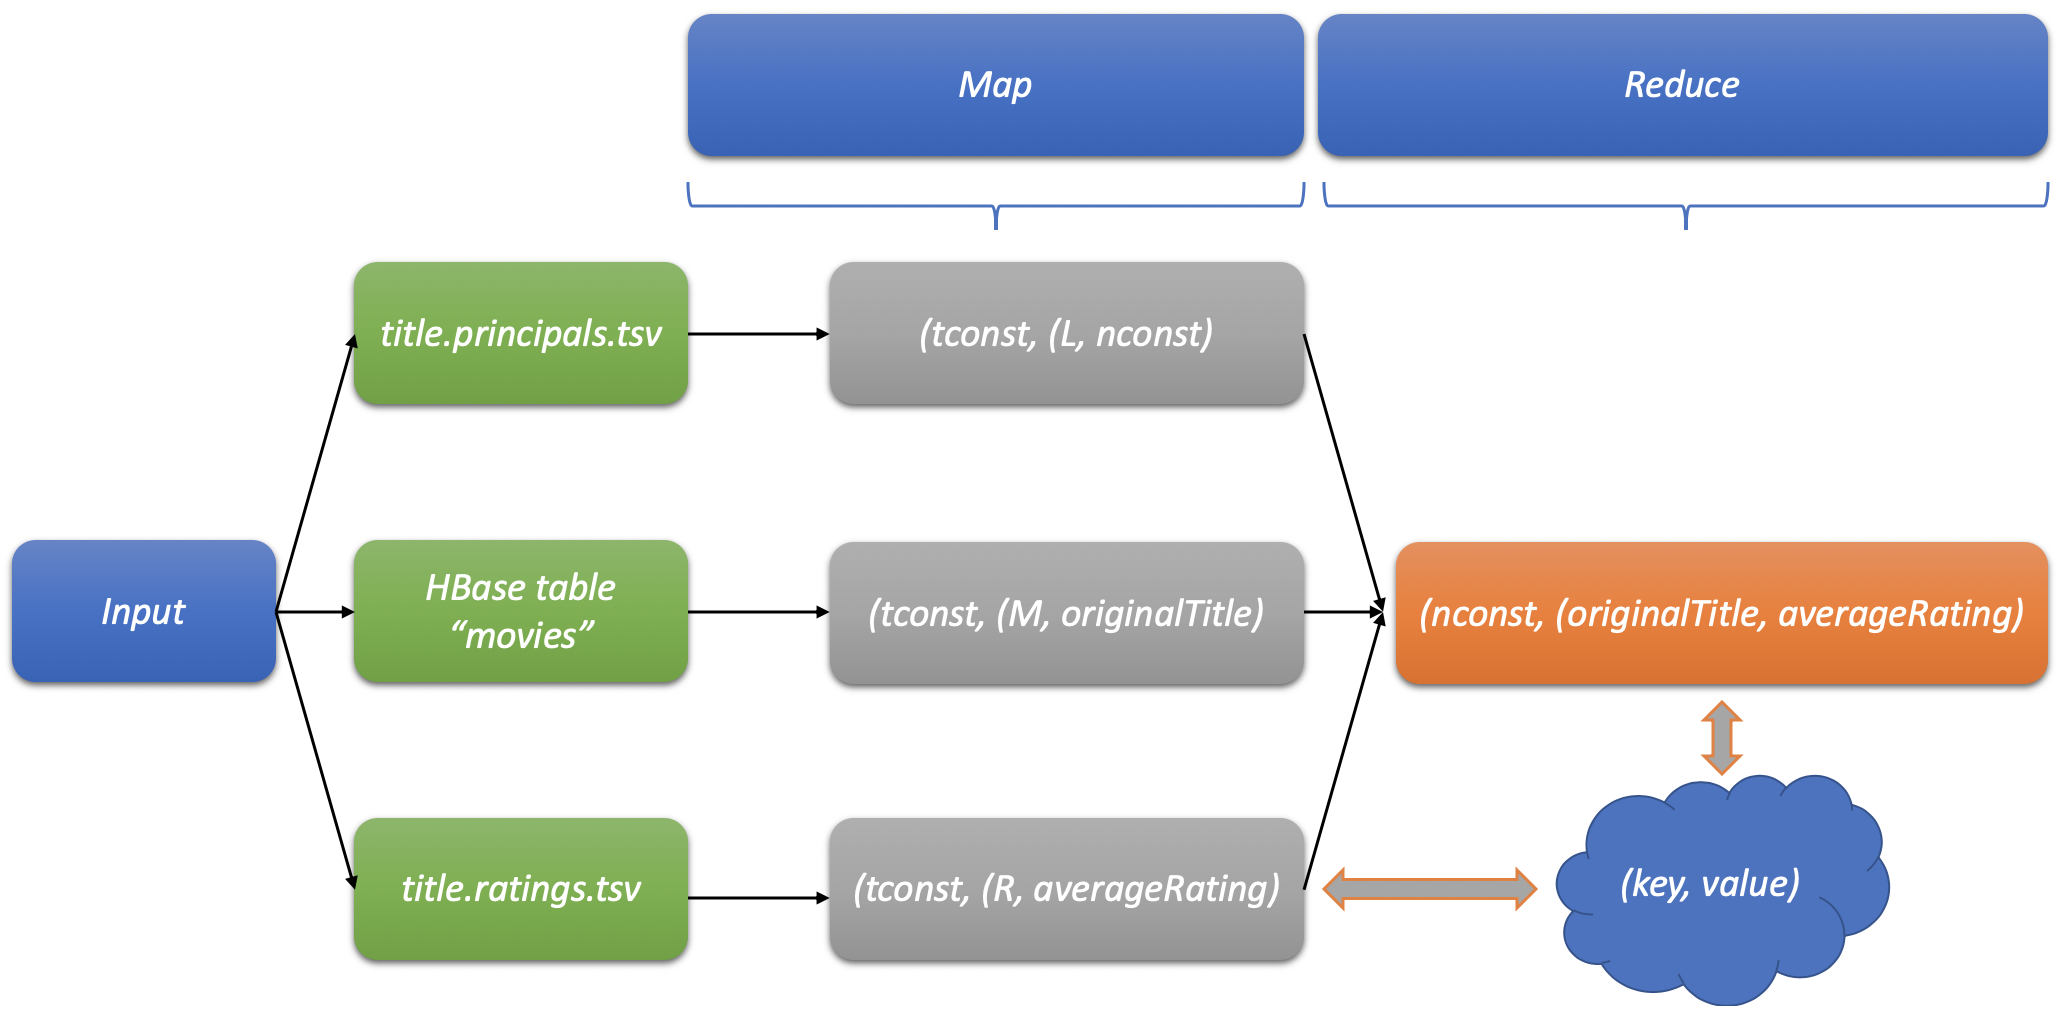 Map
Reduce
title.principals.tsv
(tconst, (L, nconst)
Input
HBase table
“movies”
(tconst, (M, originalTitle)
(nconst, (originalTitle, averageRating)
title.ratings.tsv
(tconst, (R, averageRating)
(key, value)